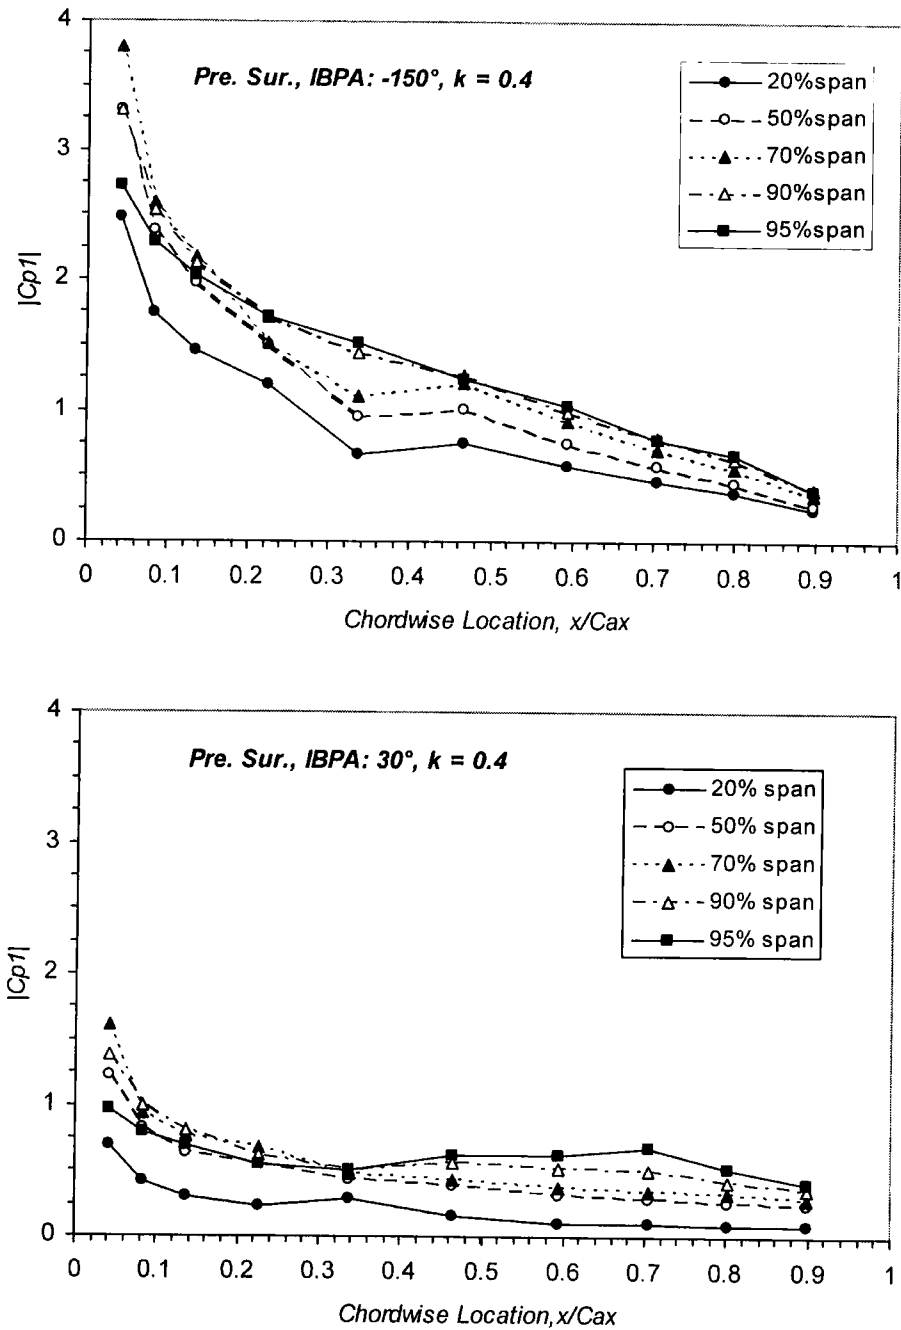 4
3
2
1
0
|Cp1|
Pre. Sur., IBPA: -150°, k = 0.4
20%span
50%span
70%span
90%span
95%span
0 0.1 0.2 0.3 0.4 0.5 0.6 0.7 0.8 0.9 1
Chordwise Location, x/Cax
4
3
2
1
0
|Cp1|
Pre. Sur., IBPA: 30°, k = 0.4
20% span
50% span
70% span
90% span
95% span
0 0.1 0.2 0.3 0.4 0.5 0.6 0.7 0.8 0.9 1
Chordwise Location,x/Cax